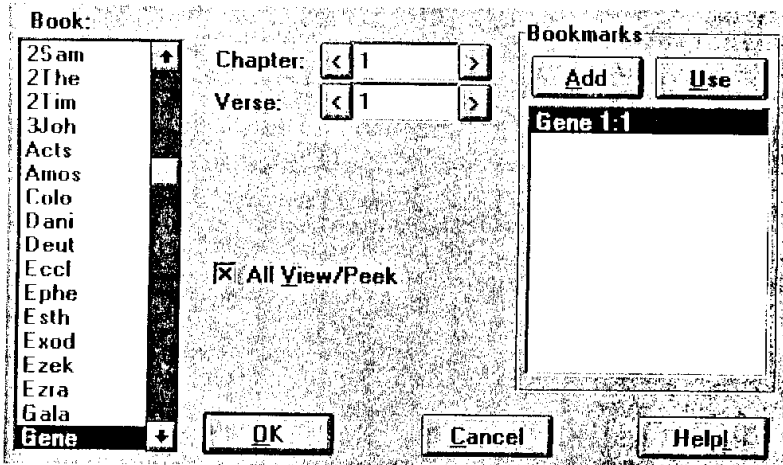 Book:
2Sam
2The
2Tim
3Joh
Acts
Amos
Colo
Dani
Deut
Eccl
Ephe
Esth
Exod
Ezek
Ezra
Gala
Gene
Chapter: < 1 >
Verse: < 1 >
All View/Peek
Bookmarks
Add Use
Gene 1:1
OK Cancel Help!